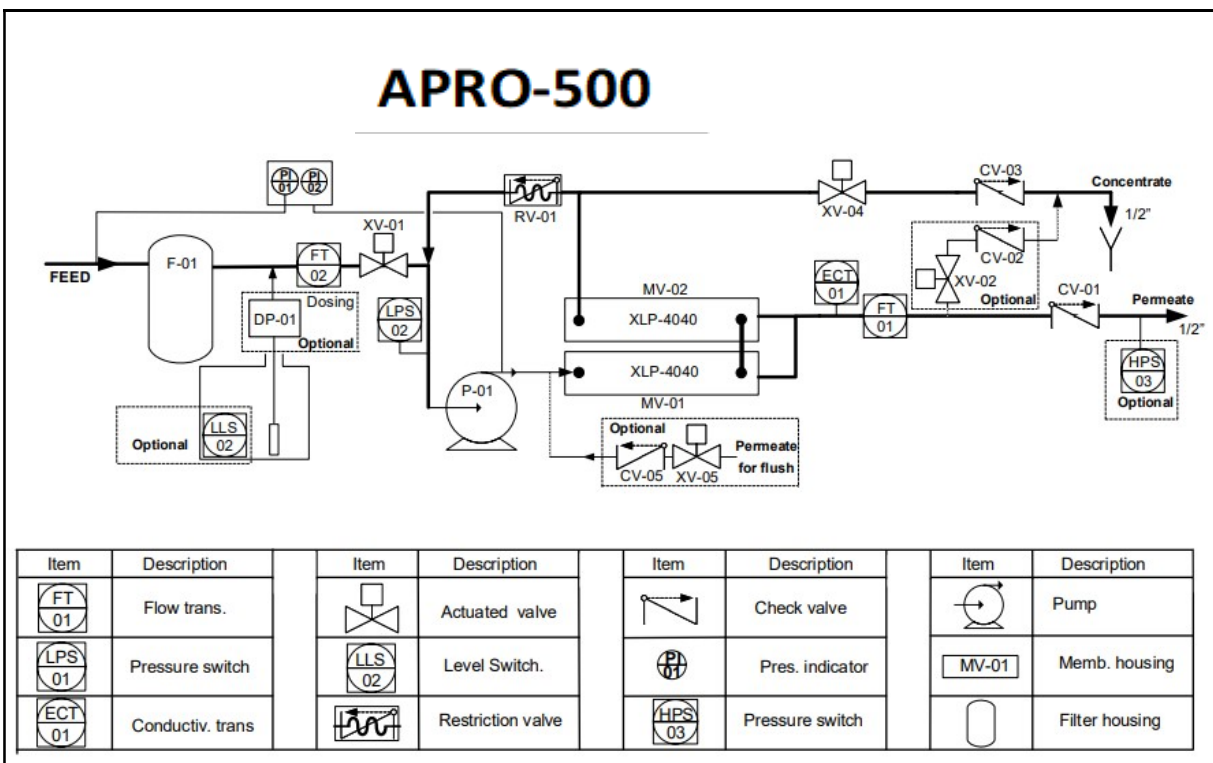 APRO-500
PI
01
PI
02
RV-01
XV-04
CV-03
Concentrate
1/2"
XV-01
FEED
F-01
FT
02
DP-01
Dosing
Optional
LPS
02
MV-02
XLP-4040
XLP-4040
MV-01
ECT
01
FT
01
CV-02
XV-02
Optional
CV-01
Permeate
1/2"
HPS
03
Optional
P-01
Optional
LLS
02
Optional
Permeate
for flush
CV-05
XV-05
Item Description Item Description Item Description Item Description
FT
01
Flow trans.
Actuated valve
Check valve
Pump
LPS
01
Pressure switch
LLS
02
Level Switch.
PI
01
Pres. indicator
MV-01
Memb. housing
ECT
01
Conductiv. trans
Restriction valve
HPS
03
Pressure switch
Filter housing